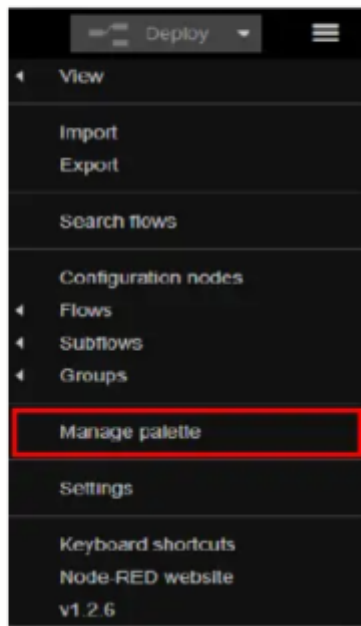 Deploy
View
Import
Export
Search flows
Configuration nodes
Flows
Subflows
Groups
Manage palette
Settings
Keyboard shortcuts
Node-RED website
v1.2.6